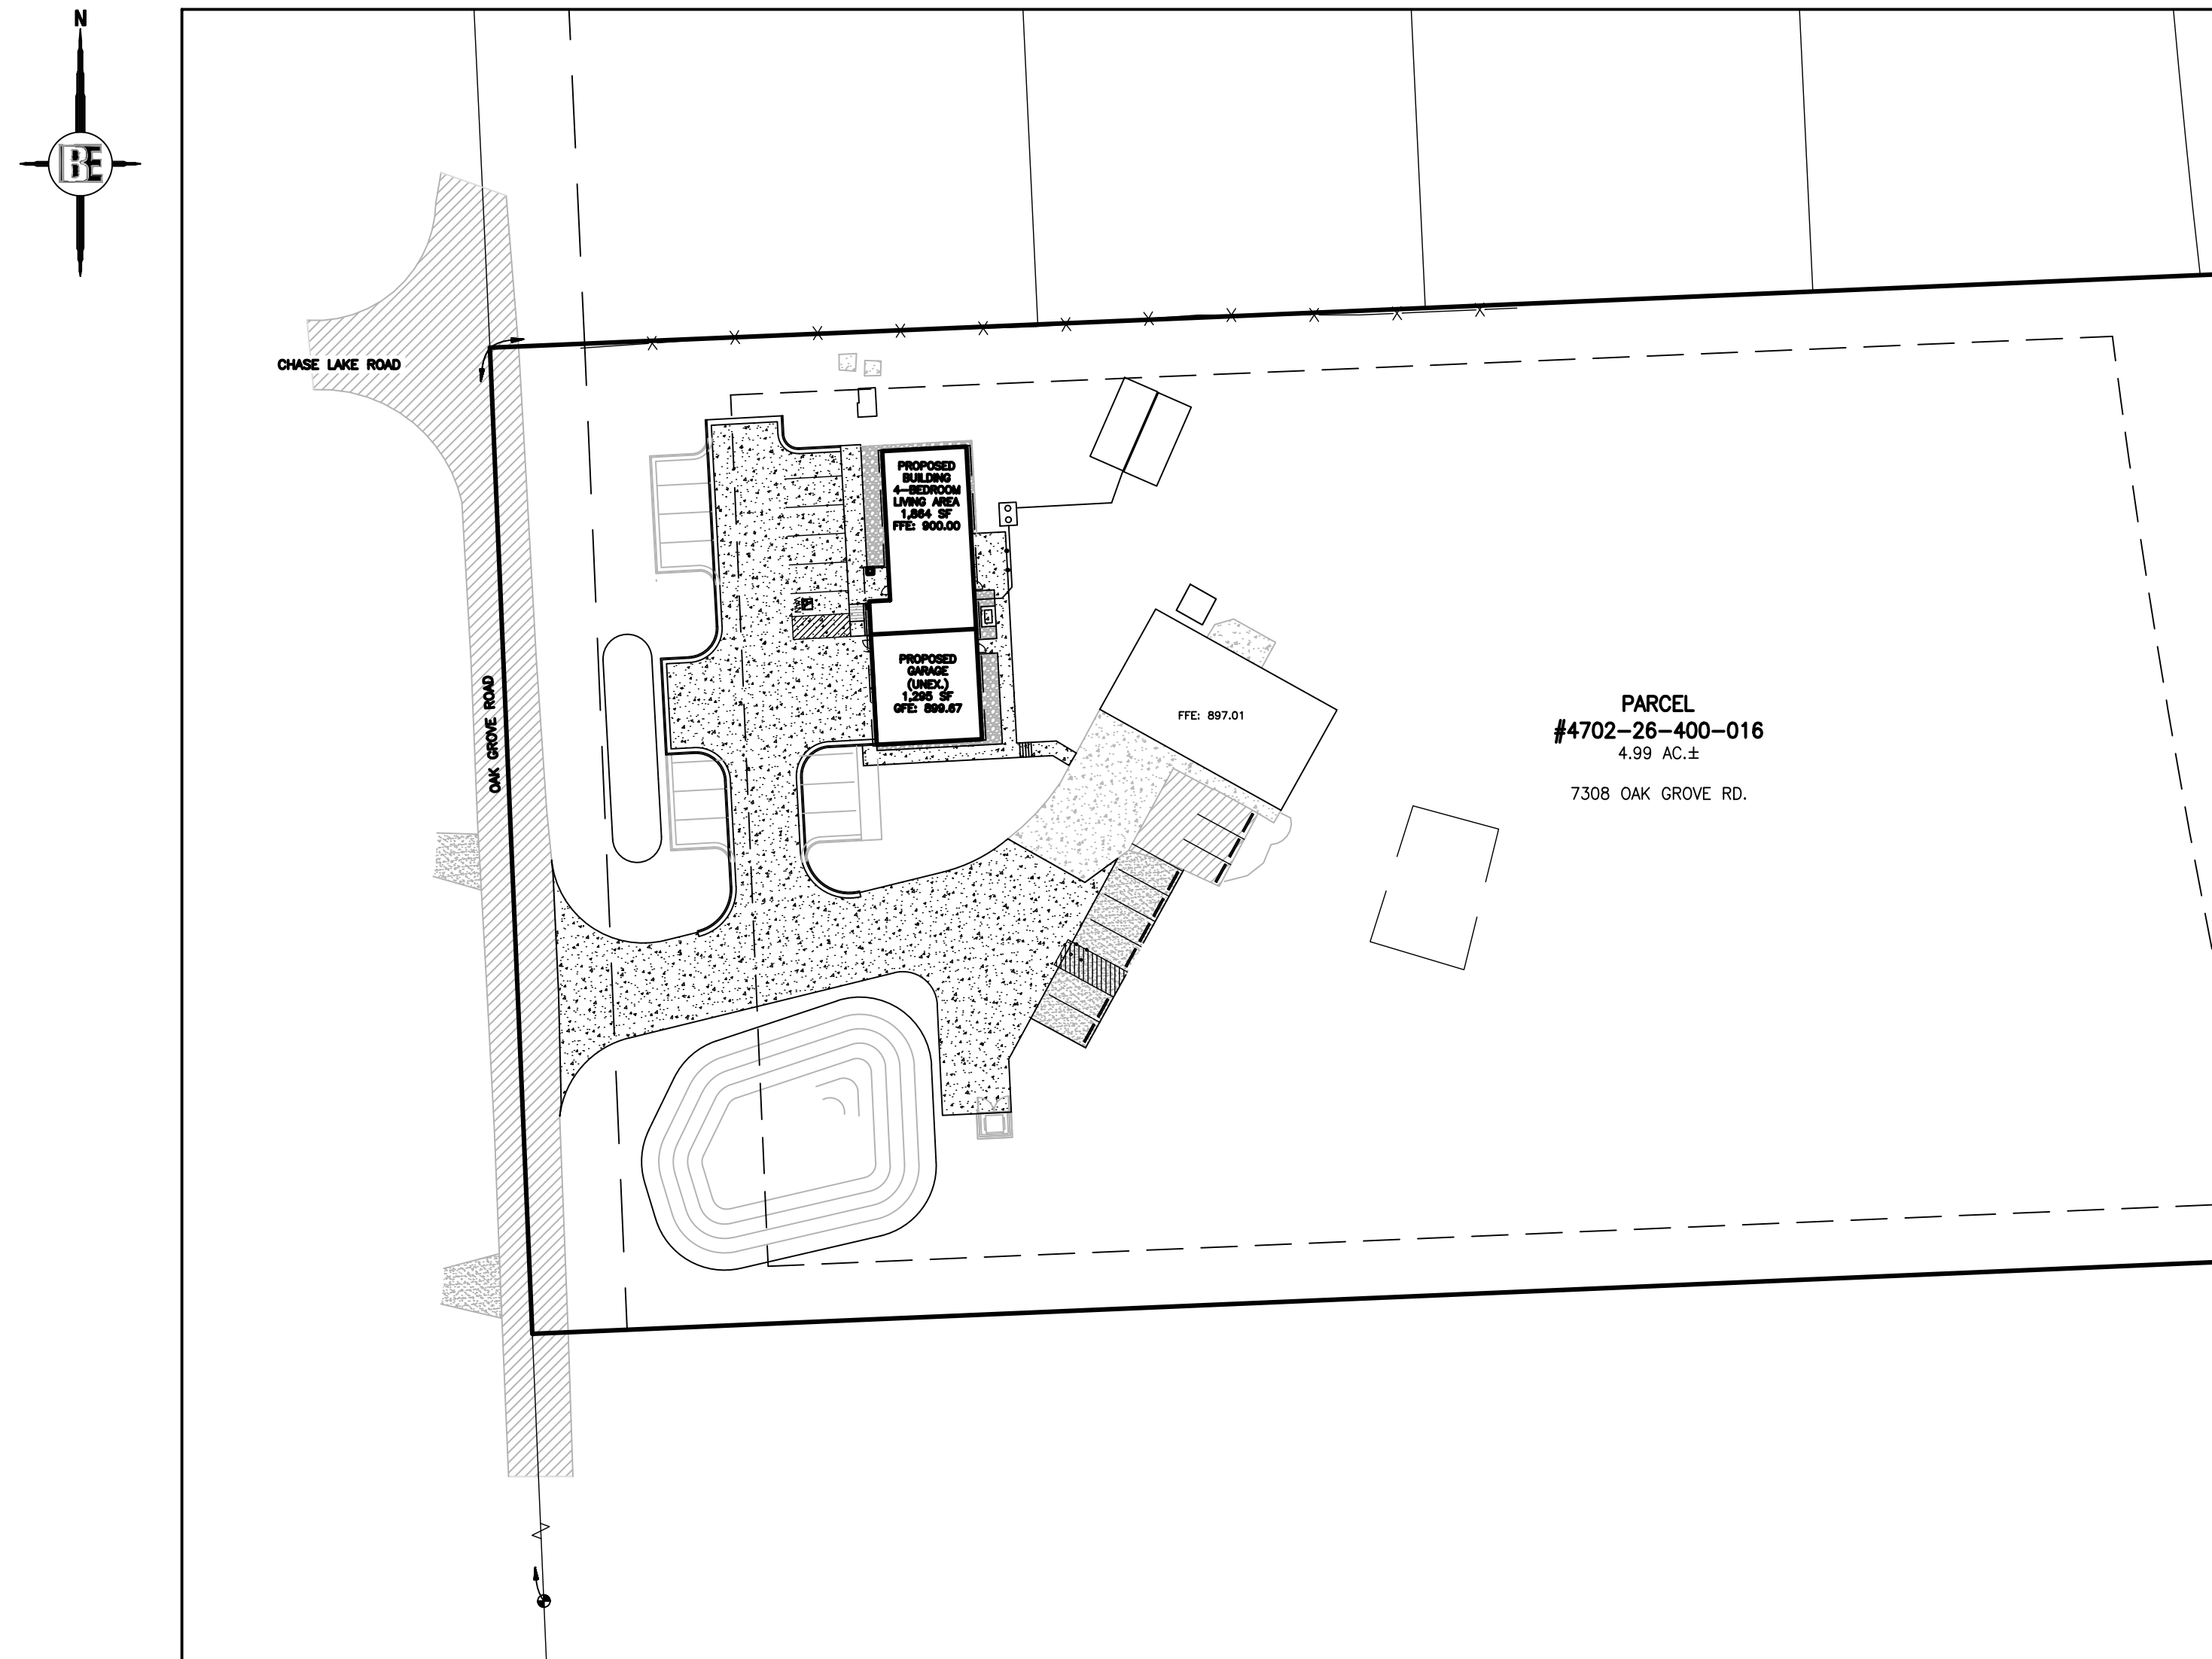 N
BE
CHASE LAKE ROAD
PROPOSED
BUILDING
4-BEDROOM
LIVING AREA
1,864 SF
FFE: 900.00
PROPOSED
GARAGE
(UNEX.)
1,295 SF
GFE: 899.67
OAK GROVE ROAD
FFE: 897.01
PARCEL
#4702-26-400-016
4.99 AC.±
7308 OAK GROVE RD.